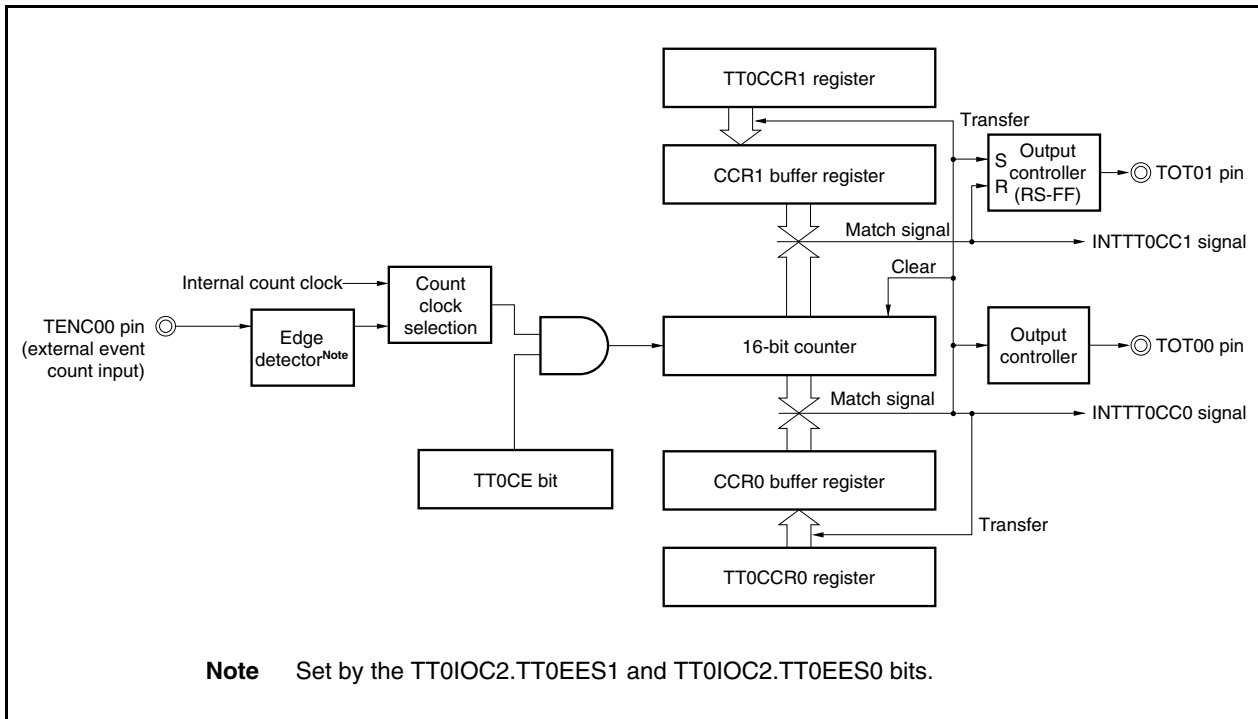 TT0CCR1 register
Transfer
CCR1 buffer register
S
R
Output
controller
(RS-FF)
TOT01 pin
Match signal
INTTT0CC1 signal
Clear
Internal count clock
Count
clock
selection
TENC00 pin
(external event
count input)
Edge
detectorNote
16-bit counter
Output
controller
TOT00 pin
Match signal
INTTT0CC0 signal
TT0CE bit
CCR0 buffer register
Transfer
TT0CCR0 register
Note Set by the TT0IOC2.TT0EES1 and TT0IOC2.TT0EES0 bits.